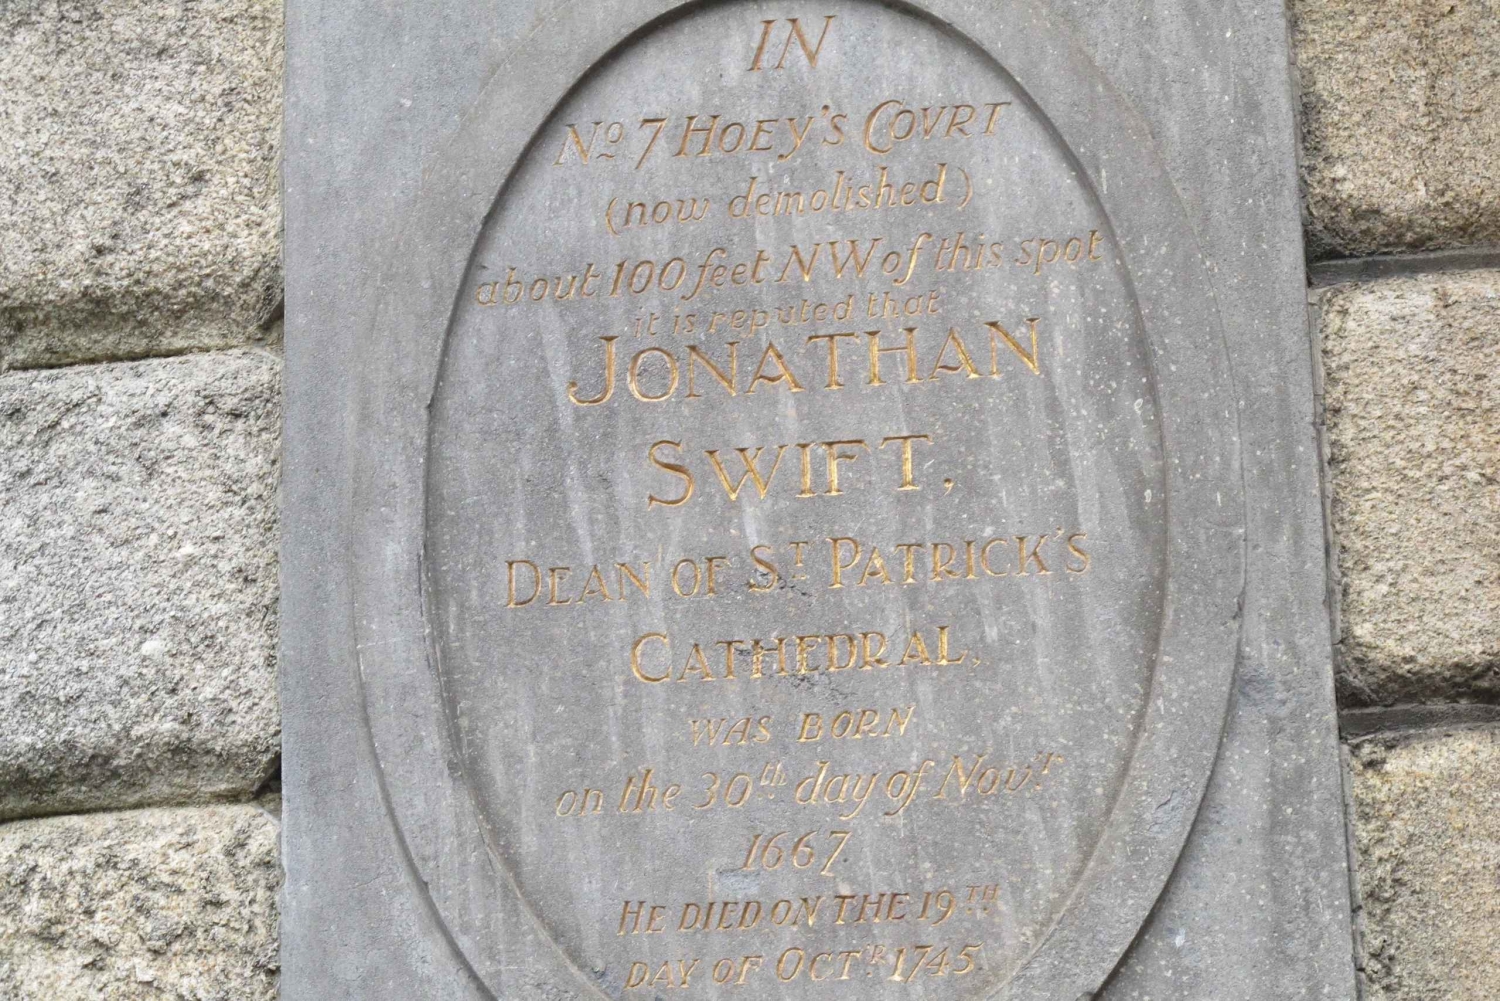 IN
No 7 HOEY'S COVRT
(now demolished)
about 100 feet NW of this spot
it is reputed that
JONATHAN
SWIFT,
DEAN OF ST PATRICK'S
CATHEDRAL,
WAS BORN
on the 30th day of Nov'r
1667
HE DIED ON THE 19TH
DAY OF OCT'R 1745